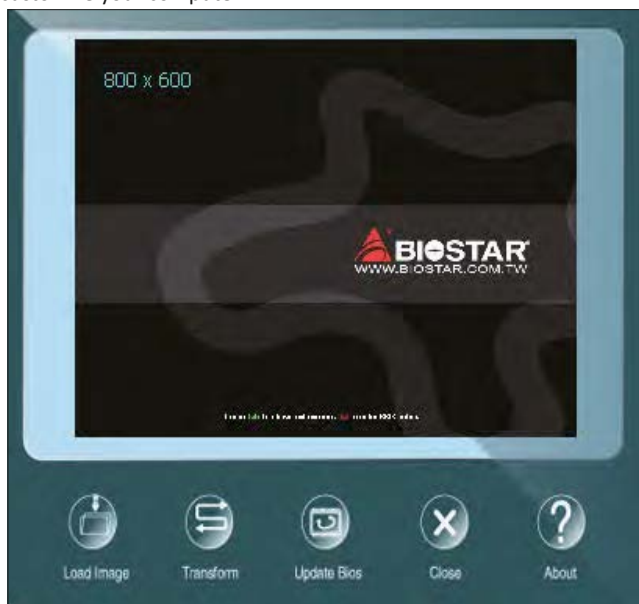 800 x 600
BIOSTAR
WWW.BIOSTAR.COM.TW
Load Image
Transform
Update Bios
Close
About